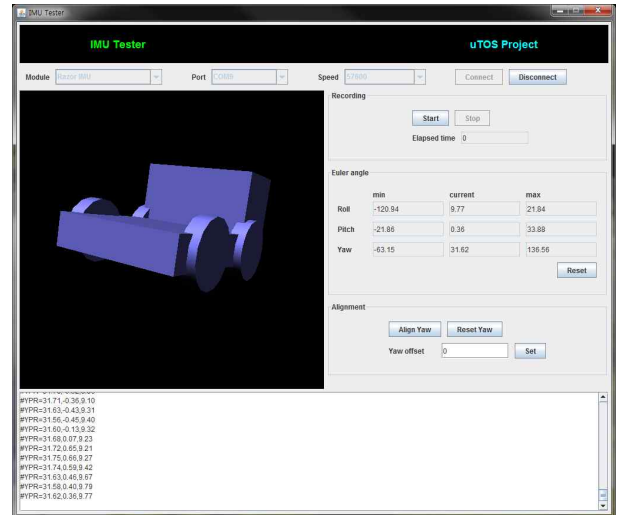 IMU Tester
IMU Tester uTOS Project
Module Razor IMU Port COM6 Speed 57600 Connect Disconnect
Recording
Start Stop
Elapsed time 0
Euler angle
min current max
Roll -120.94 9.77 21.84
Pitch -21.86 0.36 33.88
Yaw -63.15 31.62 136.56
Reset
Alignment
Align Yaw Reset Yaw
Yaw offset 0 Set
#YPR=31.71,-0.36,9.10
#YPR=31.63,-0.43,9.31
#YPR=31.56,-0.45,9.40
#YPR=31.60,-0.13,9.32
#YPR=31.68,0.07,9.23
#YPR=31.72,0.65,9.21
#YPR=31.75,0.66,9.27
#YPR=31.74,0.59,9.42
#YPR=31.63,0.46,9.67
#YPR=31.58,0.40,9.79
#YPR=31.62,0.36,9.77